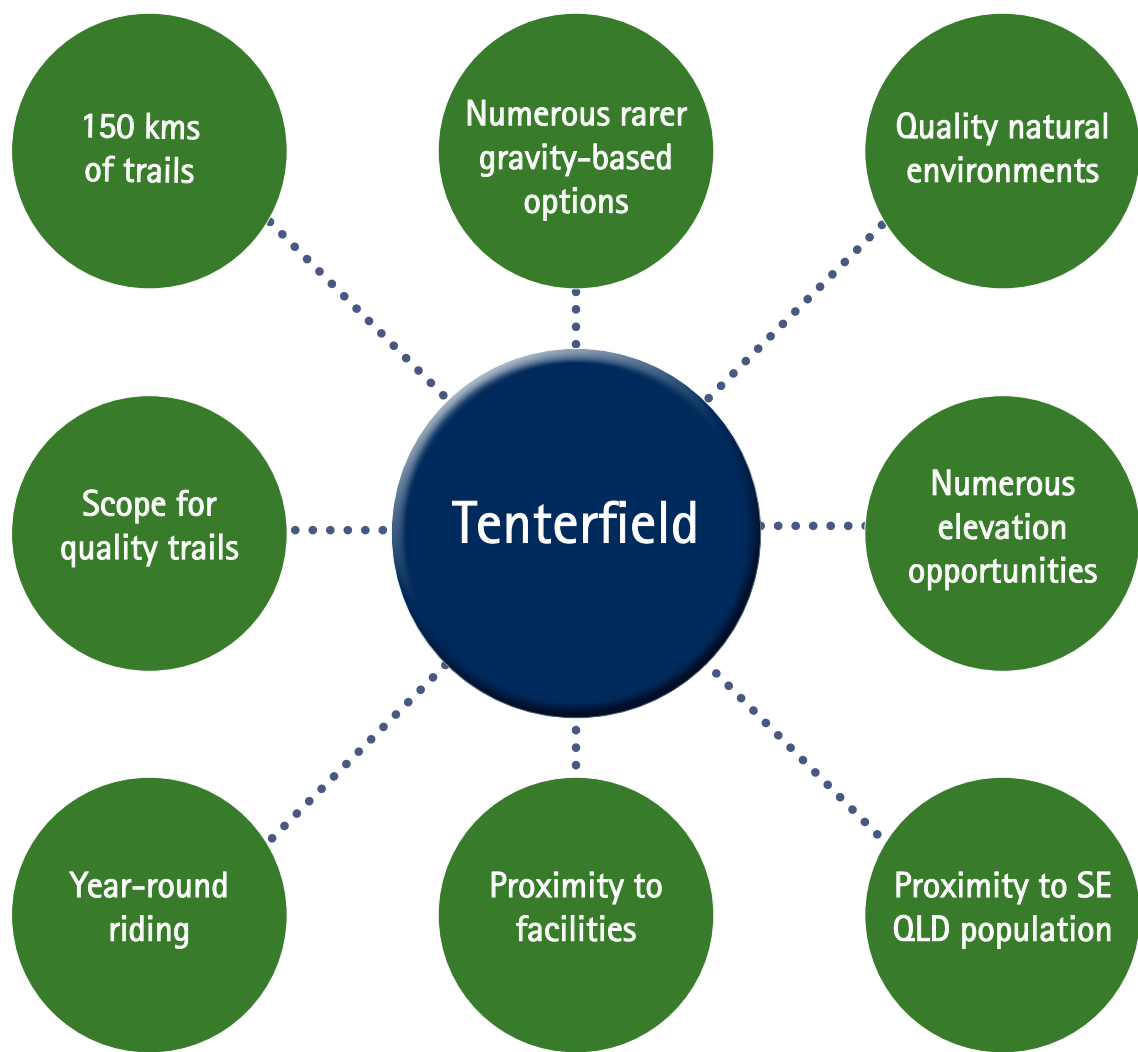 150 kms
of trails
Numerous rarer
gravity-based
options
Quality natural
environments
Scope for
quality trails
Tenterfield
Numerous
elevation
opportunities
Year-round
riding
Proximity to
facilities
Proximity to SE
QLD population